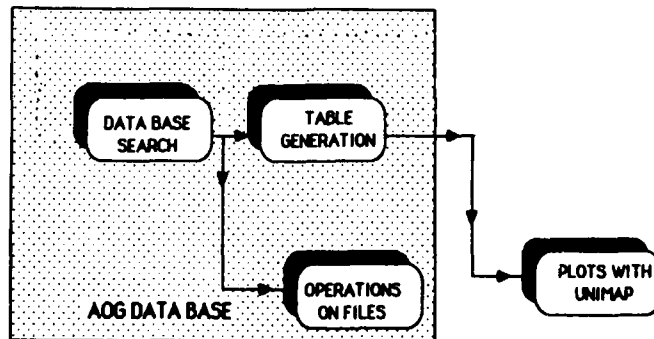 DATA BASE
SEARCH
TABLE
GENERATION
OPERATIONS
ON FILES
AOG DATA BASE
PLOTS WITH
UNIMAP